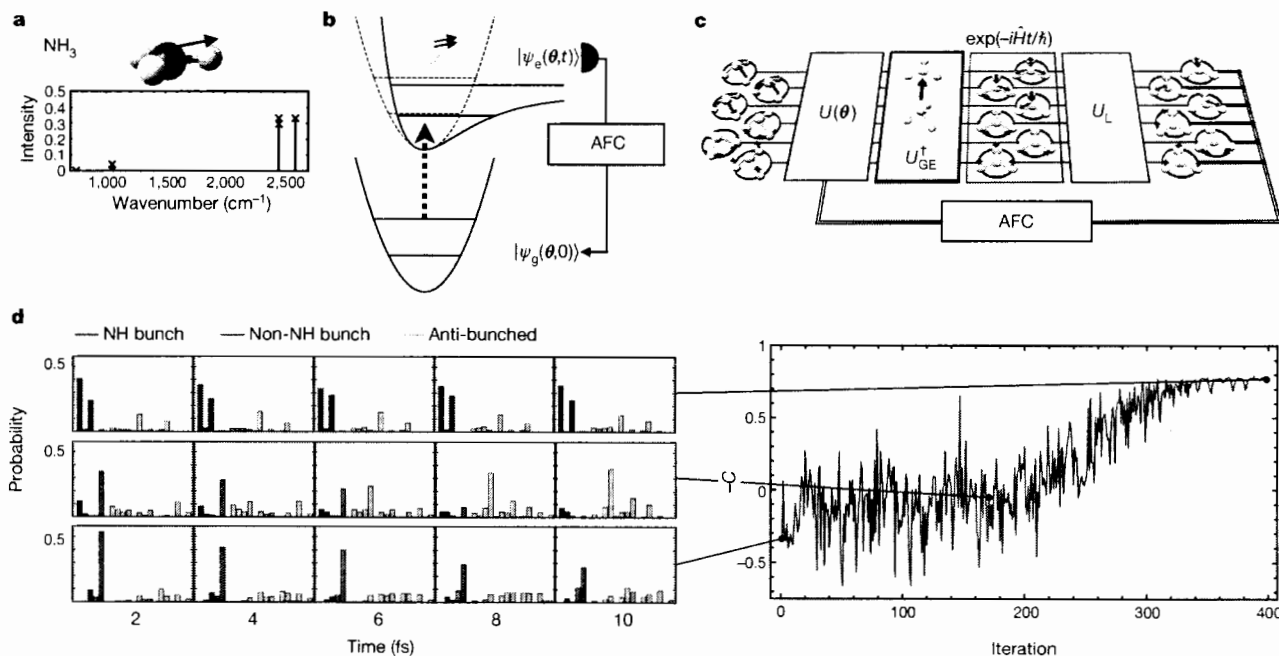 a
NH3
Intensity
0.5
0.4
0.3
0.2
0.1
0
1,000 1,500 2,000 2,500
Wavenumber (cm−1)
b
|ψe(θ,t)⟩
AFC
|ψg(θ,0)⟩
c
exp(−iĤt/ħ)
U(θ)
U†GE
UL
AFC
d
NH bunch Non-NH bunch Anti-bunched
Probability
0.5
0.5
0.5
2 4 6 8 10
Time (fs)
−C
1
0.5
0
−0.5
0 100 200 300 400
Iteration